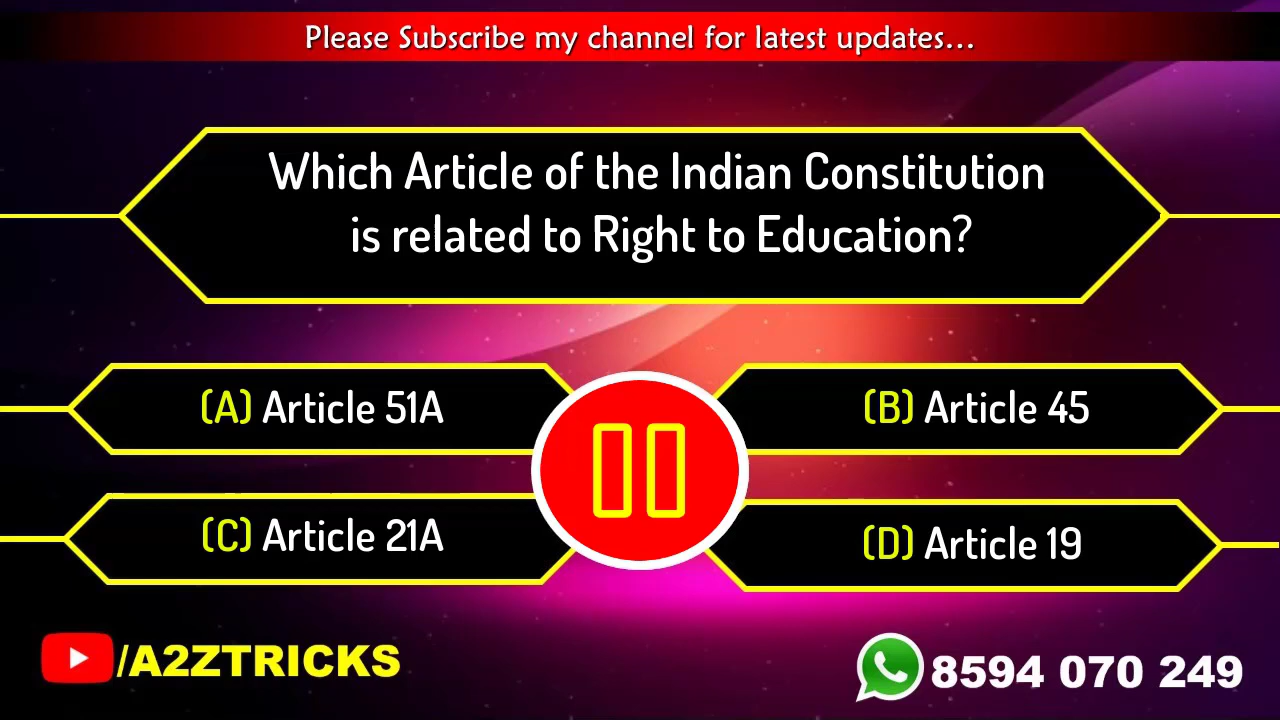 Please Subscribe my channel for latest updates...
Which Article of the Indian Constitution
is related to Right to Education?
(A) Article 51A
(B) Article 45
(C) Article 21A
(D) Article 19
/A2ZTRICKS
8594 070 249